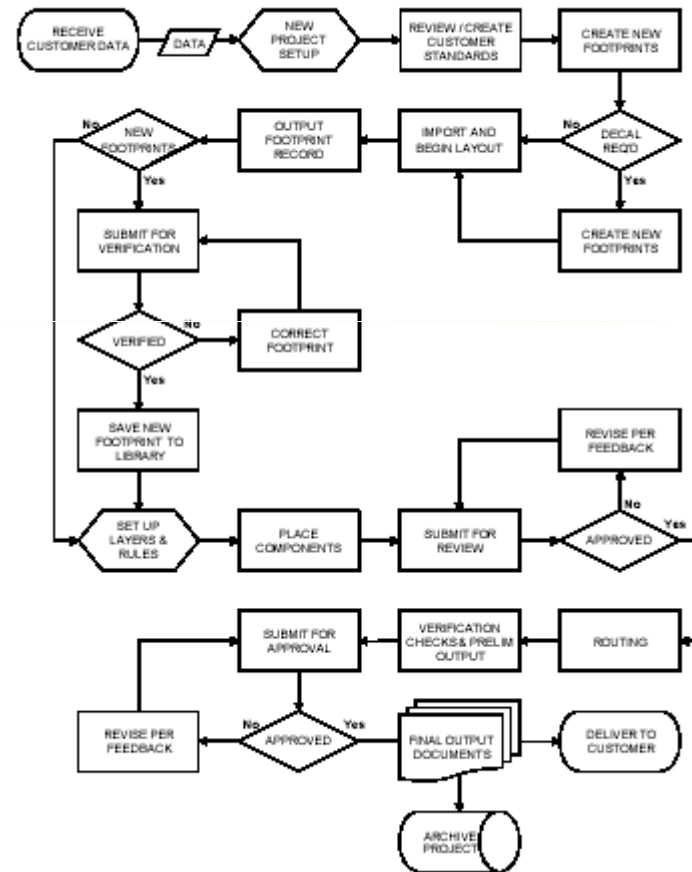 RECEIVE
CUSTOMER DATA
DATA
NEW
PROJECT
SETUP
REVIEW / CREATE
CUSTOMER
STANDARDS
CREATE NEW
FOOTPRINTS
No
NEW
FOOTPRINTS
Yes
OUTPUT
FOOTPRINT
RECORD
IMPORT AND
BEGIN LAYOUT
No
DECAL
REQ'D
Yes
CREATE NEW
FOOTPRINTS
SUBMIT FOR
VERIFICATION
VERIFIED
No
Yes
CORRECT
FOOTPRINT
SAVE NEW
FOOTPRINT TO
LIBRARY
REVISE PER
FEEDBACK
SET UP
LAYERS &
RULES
PLACE
COMPONENTS
SUBMIT FOR
REVIEW
No
APPROVED
Yes
SUBMIT FOR
APPROVAL
VERIFICATION
CHECKS & PRELIM
OUTPUT
ROUTING
REVISE PER
FEEDBACK
No
APPROVED
Yes
FINAL OUTPUT
DOCUMENTS
DELIVER TO
CUSTOMER
ARCHIVE
PROJECT